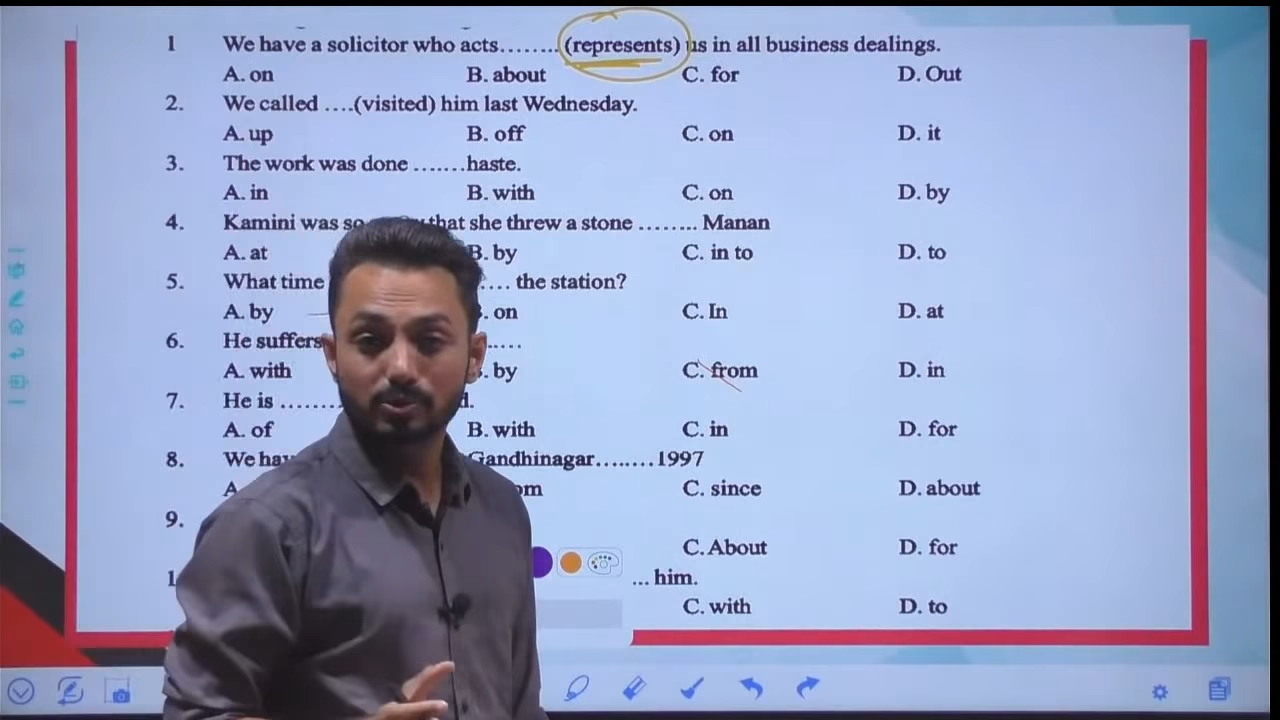 1 We have a solicitor who acts........ (represents) us in all business dealings.
A. on B. about C. for D. Out
2. We called ....(visited) him last Wednesday.
A. up B. off C. on D. it
3. The work was done .......haste.
A. in B. with C. on D. by
4. Kamini was so that she threw a stone ........ Manan
A. at B. by C. in to D. to
5. What time .... the station?
A. by B. on C. In D. at
6. He suffers .....
A. with B. by C. from D. in
7. He is ........
A. of B. with C. in D. for
8. We Gandhinagar........1997
C. since D. about
9.
C. About D. for
... him.
C. with D. to